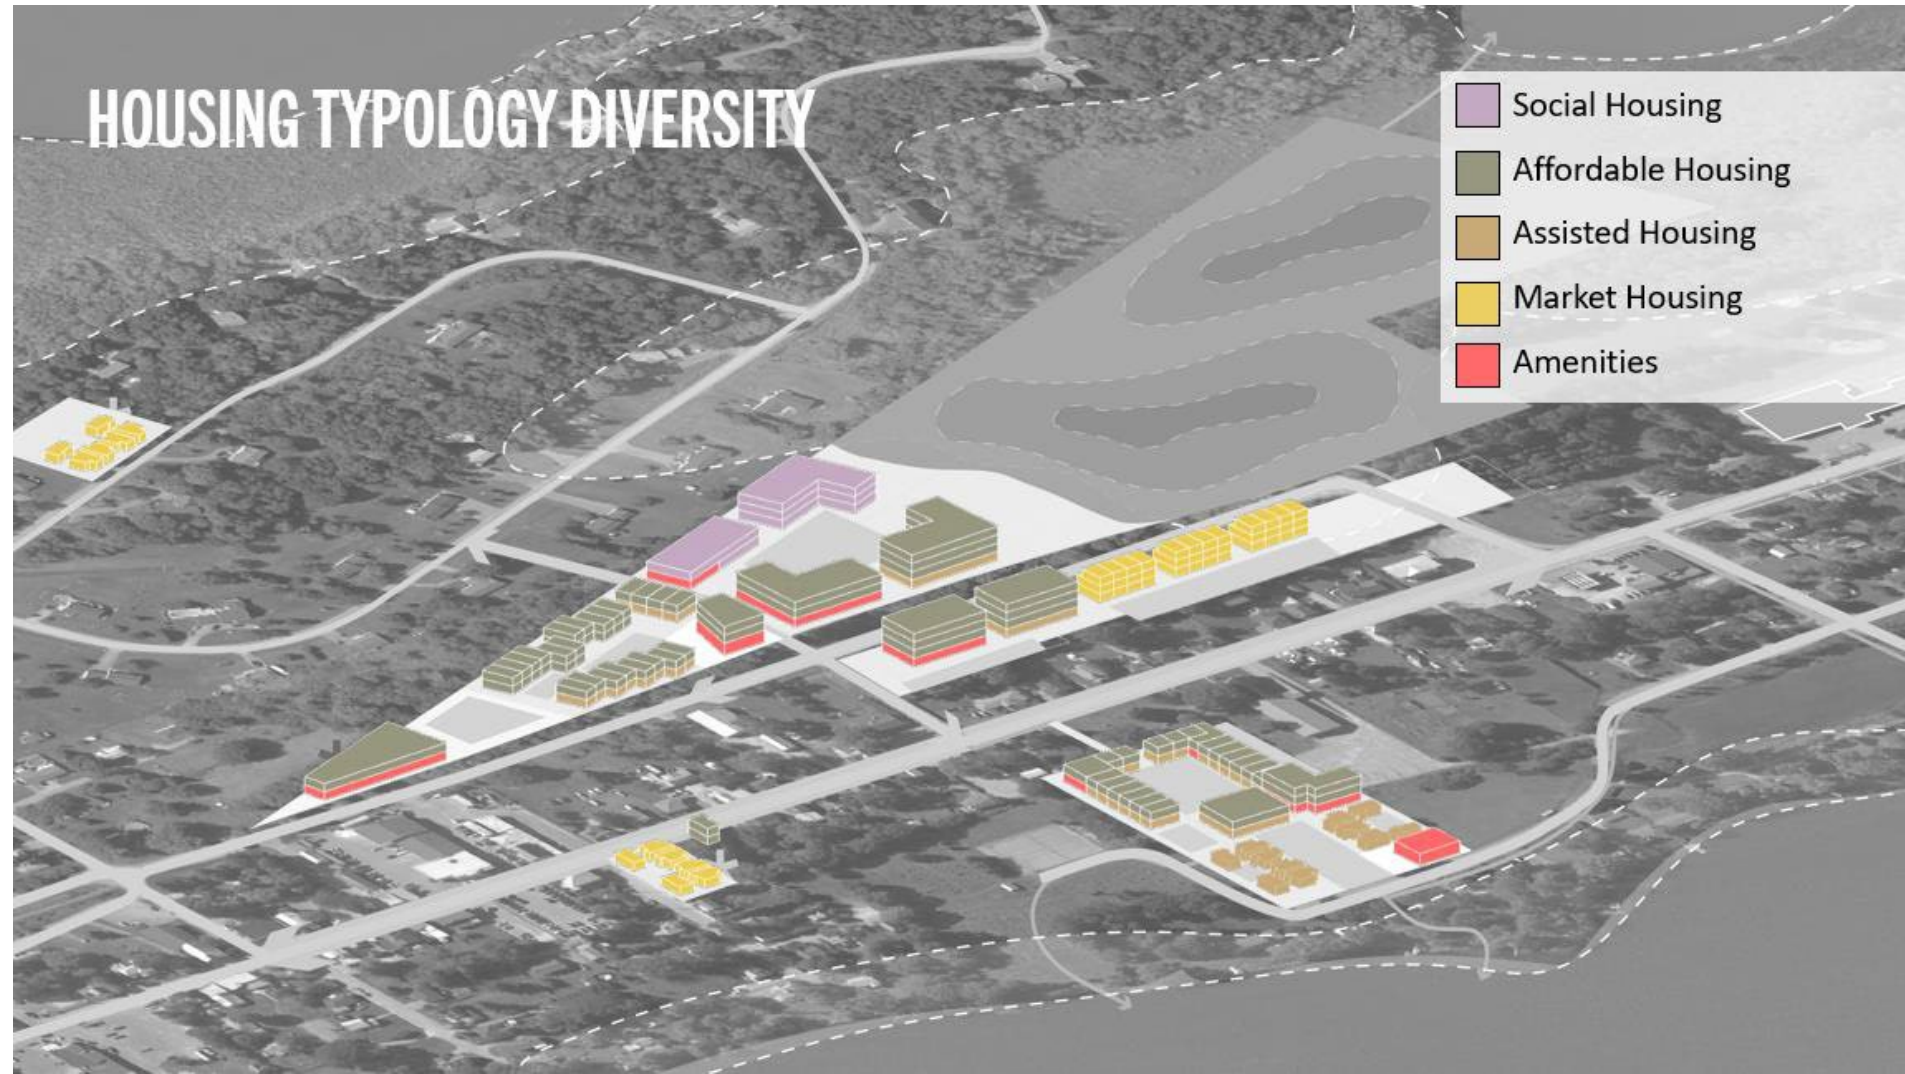 HOUSING TYPOLOGY DIVERSITY
Social Housing
Affordable Housing
Assisted Housing
Market Housing
Amenities